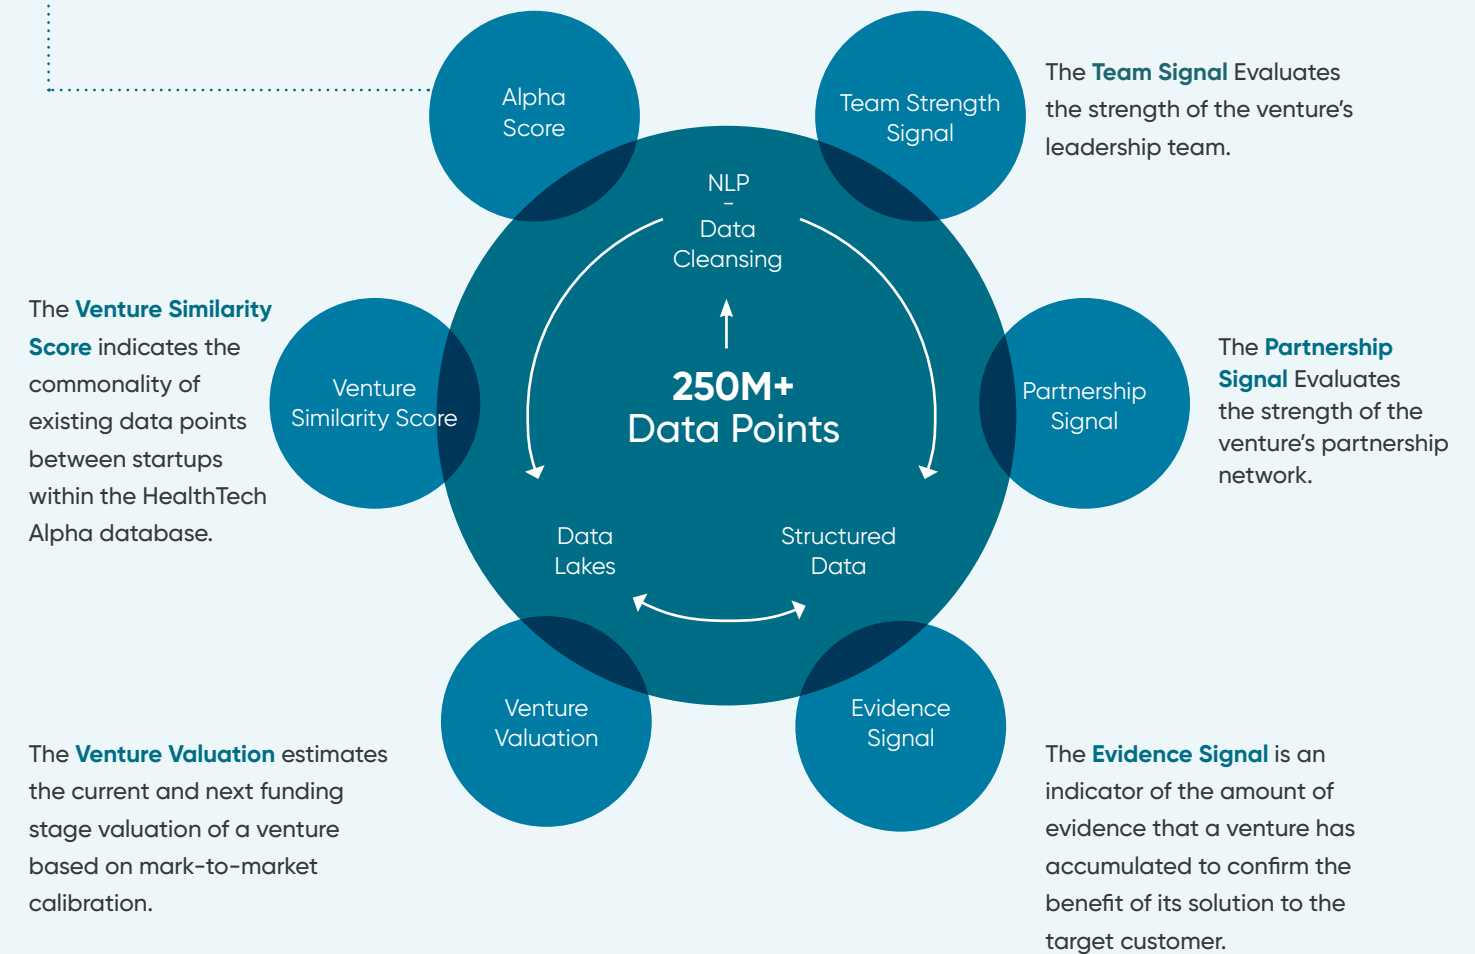 Alpha
Score
Team Strength
Signal
The Team Signal Evaluates
the strength of the venture's
leadership team.
NLP
–
Data
Cleansing
250M+
Data Points
Data
Lakes
Structured
Data
The Venture Similarity
Score indicates the
commonality of
existing data points
between startups
within the HealthTech
Alpha database.
Venture
Similarity Score
Partnership
Signal
The Partnership
Signal Evaluates
the strength of the
venture's partnership
network.
Venture
Valuation
Evidence
Signal
The Venture Valuation estimates
the current and next funding
stage valuation of a venture
based on mark-to-market
calibration.
The Evidence Signal is an
indicator of the amount of
evidence that a venture has
accumulated to confirm the
benefit of its solution to the
target customer.